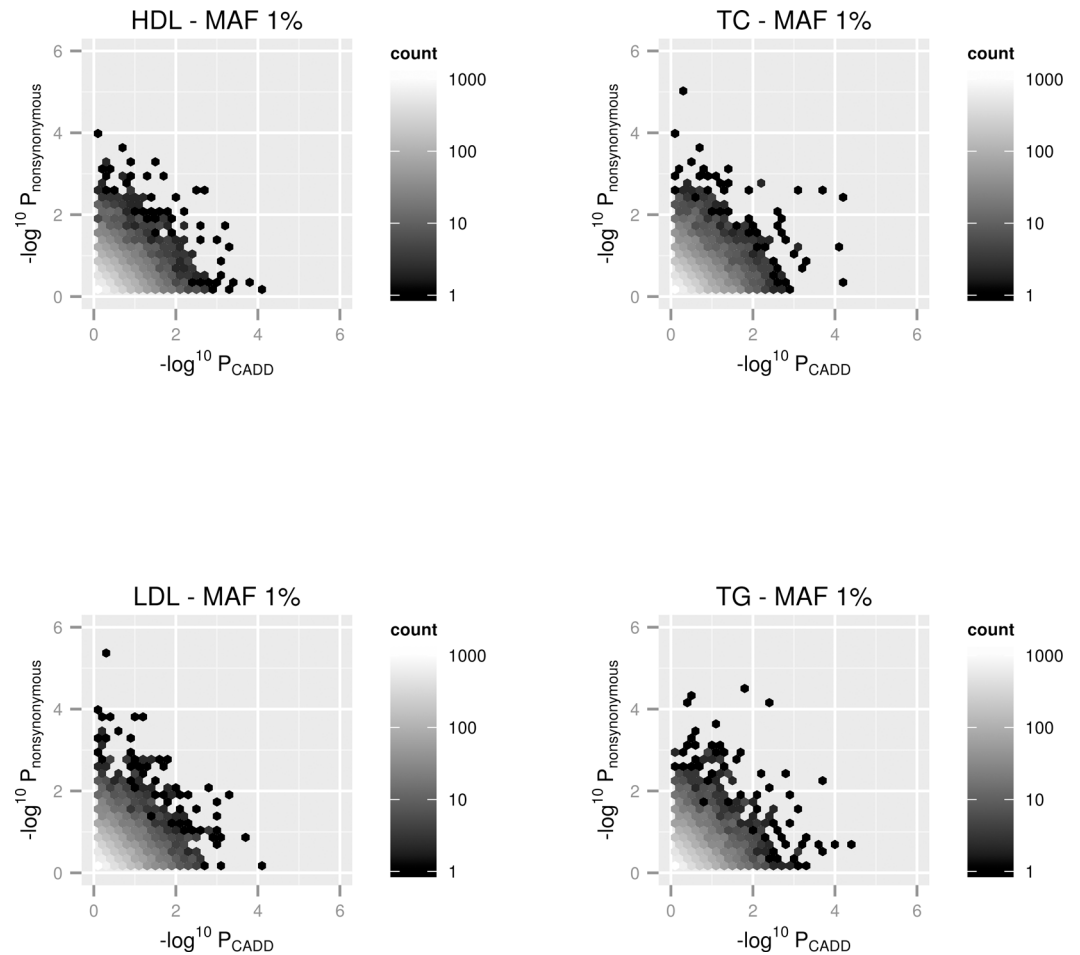 HDL - MAF 1%
6
4
2
0
-log10 Pnonsynonymous
0 2 4 6
-log10 PCADD
count
1000
100
10
1
TC - MAF 1%
6
4
2
0
-log10 Pnonsynonymous
0 2 4 6
-log10 PCADD
count
1000
100
10
1
LDL - MAF 1%
6
4
2
0
-log10 Pnonsynonymous
0 2 4 6
-log10 PCADD
count
1000
100
10
1
TG - MAF 1%
6
4
2
0
-log10 Pnonsynonymous
0 2 4 6
-log10 PCADD
count
1000
100
10
1